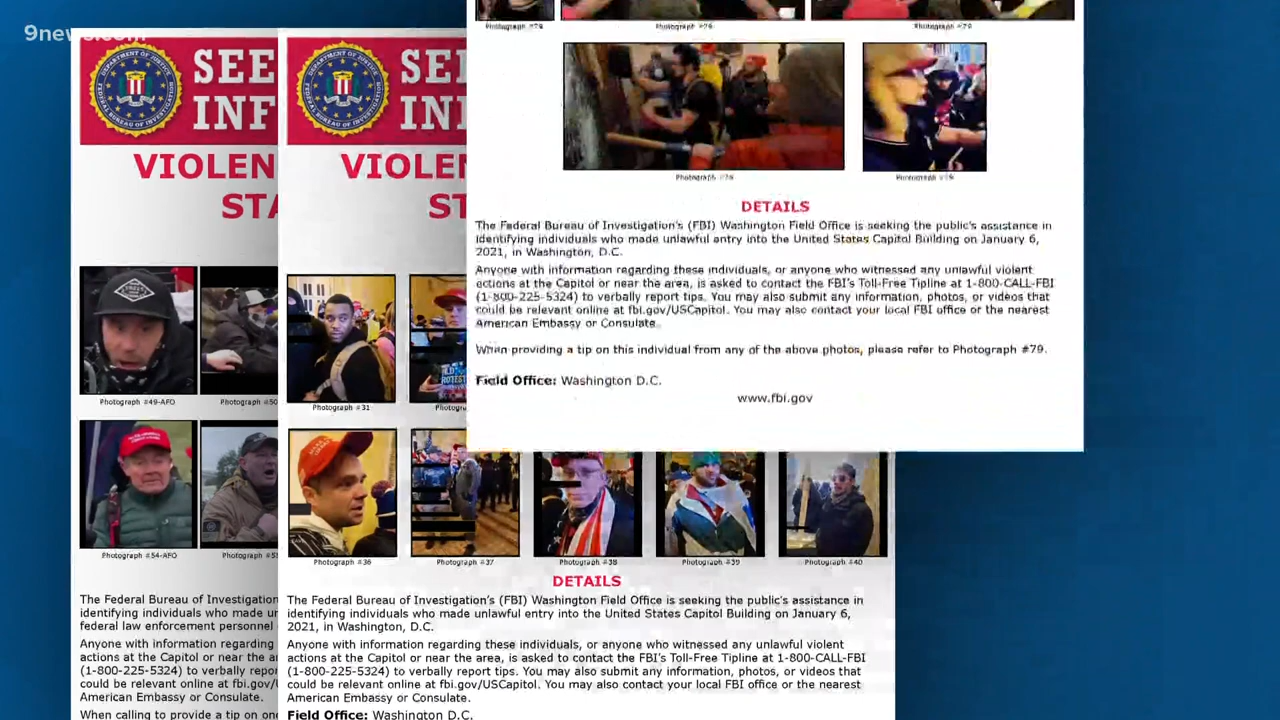 9news.com
SEE
INF
VIOLEN
STA
Photograph #49-AFO
Photograph #50
Photograph #54-AFO
The Federal Bureau of Investigation
identifying individuals who made un
federal law enforcement personnel
Anyone with information regarding
actions at the Capitol or near the a
(1-800-225-5324) to verbally repor
could be relevant online at fbi.gov/U
American Embassy or Consulate.
When calling to provide a tip on one
VIOLEN
ST
Photograph #31
Photograph #36
Photograph #37
Photograph #38
Photograph #39
Photograph #40
DETAILS
The Federal Bureau of Investigation's (FBI) Washington Field Office is seeking the public's assistance in
identifying individuals who made unlawful entry into the United States Capitol Building on January 6,
2021, in Washington, D.C.
Anyone with information regarding these individuals, or anyone who witnessed any unlawful violent
actions at the Capitol or near the area, is asked to contact the FBI's Toll-Free Tipline at 1-800-CALL-FBI
(1-800-225-5324) to verbally report tips. You may also submit any information, photos, or videos that
could be relevant online at fbi.gov/USCapitol. You may also contact your local FBI office or the nearest
American Embassy or Consulate.
Field Office: Washington D.C.
Photograph #79
Photograph #79
Photograph #79
Photograph #79
Photograph #79
DETAILS
The Federal Bureau of Investigation's (FBI) Washington Field Office is seeking the public's assistance in
identifying individuals who made unlawful entry into the United States Capitol Building on January 6,
2021, in Washington, D.C.
Anyone with information regarding these individuals, or anyone who witnessed any unlawful violent
actions at the Capitol or near the area, is asked to contact the FBI's Toll-Free Tipline at 1-800-CALL-FBI
(1-800-225-5324) to verbally report tips. You may also submit any information, photos, or videos that
could be relevant online at fbi.gov/USCapitol. You may also contact your local FBI office or the nearest
American Embassy or Consulate.
When providing a tip on this individual from any of the above photos, please refer to Photograph #79.
Field Office: Washington D.C.
www.fbi.gov